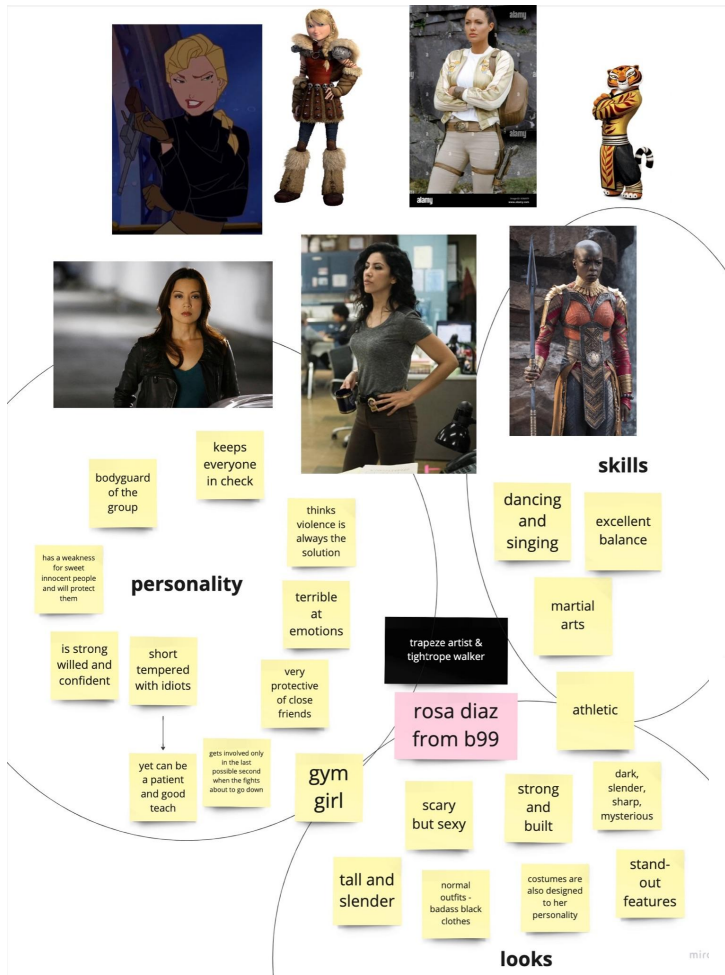 alamy
alamy
alamy
www.alamy.com
skills
keeps
everyone
in check
bodyguard
of the
group
thinks
violence is
always the
solution
has a weakness
for sweet
innocent people
and will protect
them
personality
terrible
at
emotions
is strong
willed and
confident
short
tempered
with idiots
very
protective
of close
friends
yet can be
a patient
and good
teach
gets involved only
in the last
possible second
when the fights
about to go down
gym
girl
dancing
and
singing
excellent
balance
martial
arts
trapeze artist &
tightrope walker
rosa diaz
from b99
athletic
scary
but sexy
strong
and
built
dark,
slender,
sharp,
mysterious
tall and
slender
normal
outfits -
badass black
clothes
costumes are
also designed to
her
personality
stand-
out
features
looks